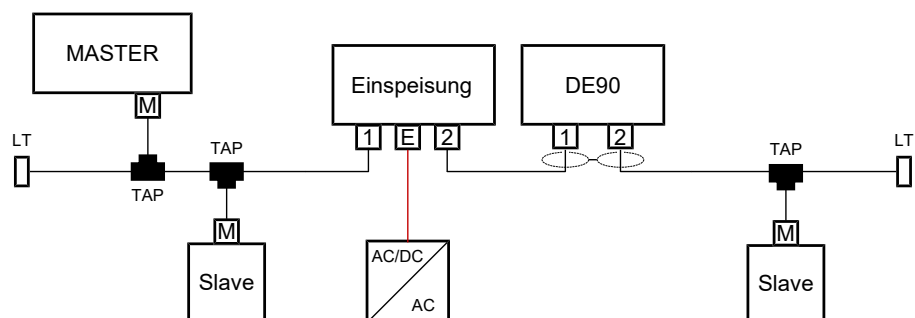 MASTER
M
LT
TAP
TAP
M
Slave
Einspeisung
1
E
2
AC/DC
AC
DE90
1
2
TAP
M
Slave
LT